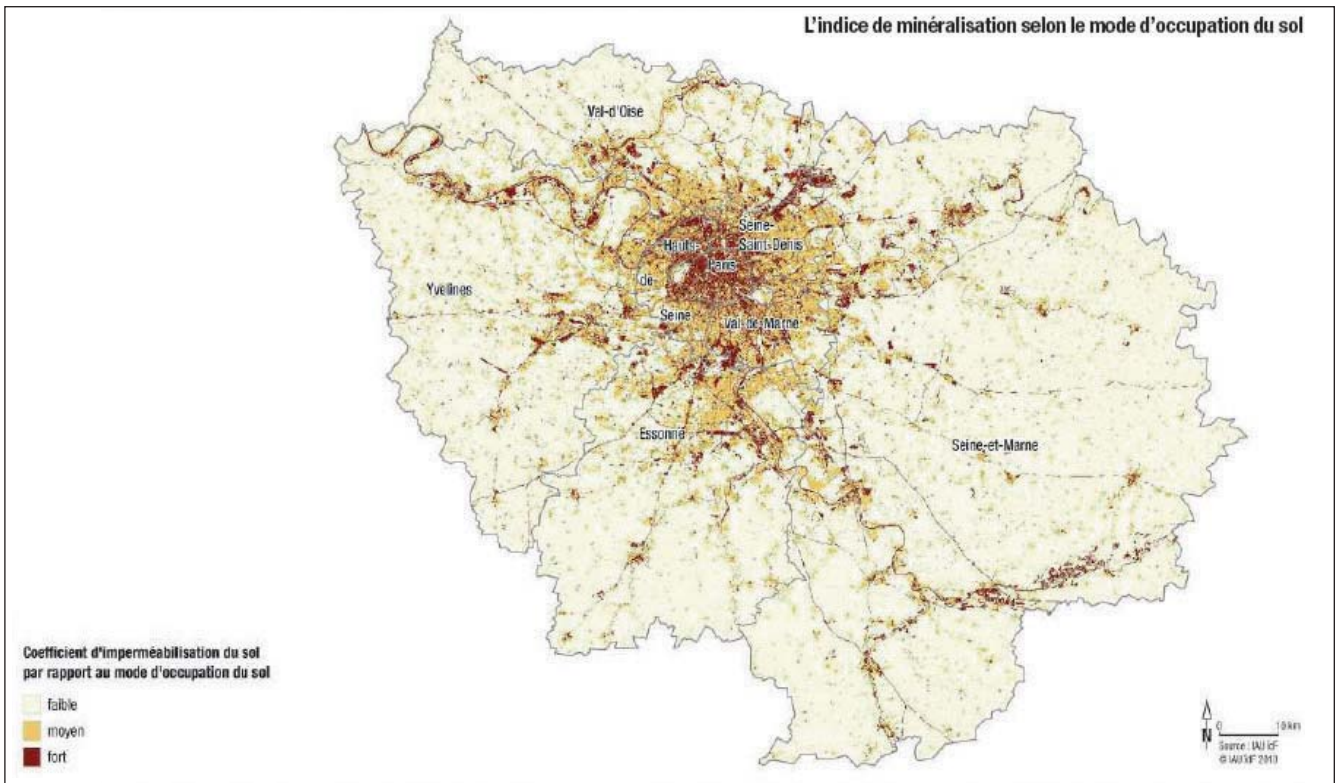 L'indice de minéralisation selon le mode d'occupation du sol
Val-d'Oise
Seine-
Saint-Denis
Hauts-
Paris
de-
Yvelines
Seine
Val-de-Marne
Essonne
Seine-et-Marne
Coefficient d'imperméabilisation du sol
par rapport au mode d'occupation du sol
faible
moyen
fort
N
0 10 km
Source : IAU îdF
© IAU îdF 2010